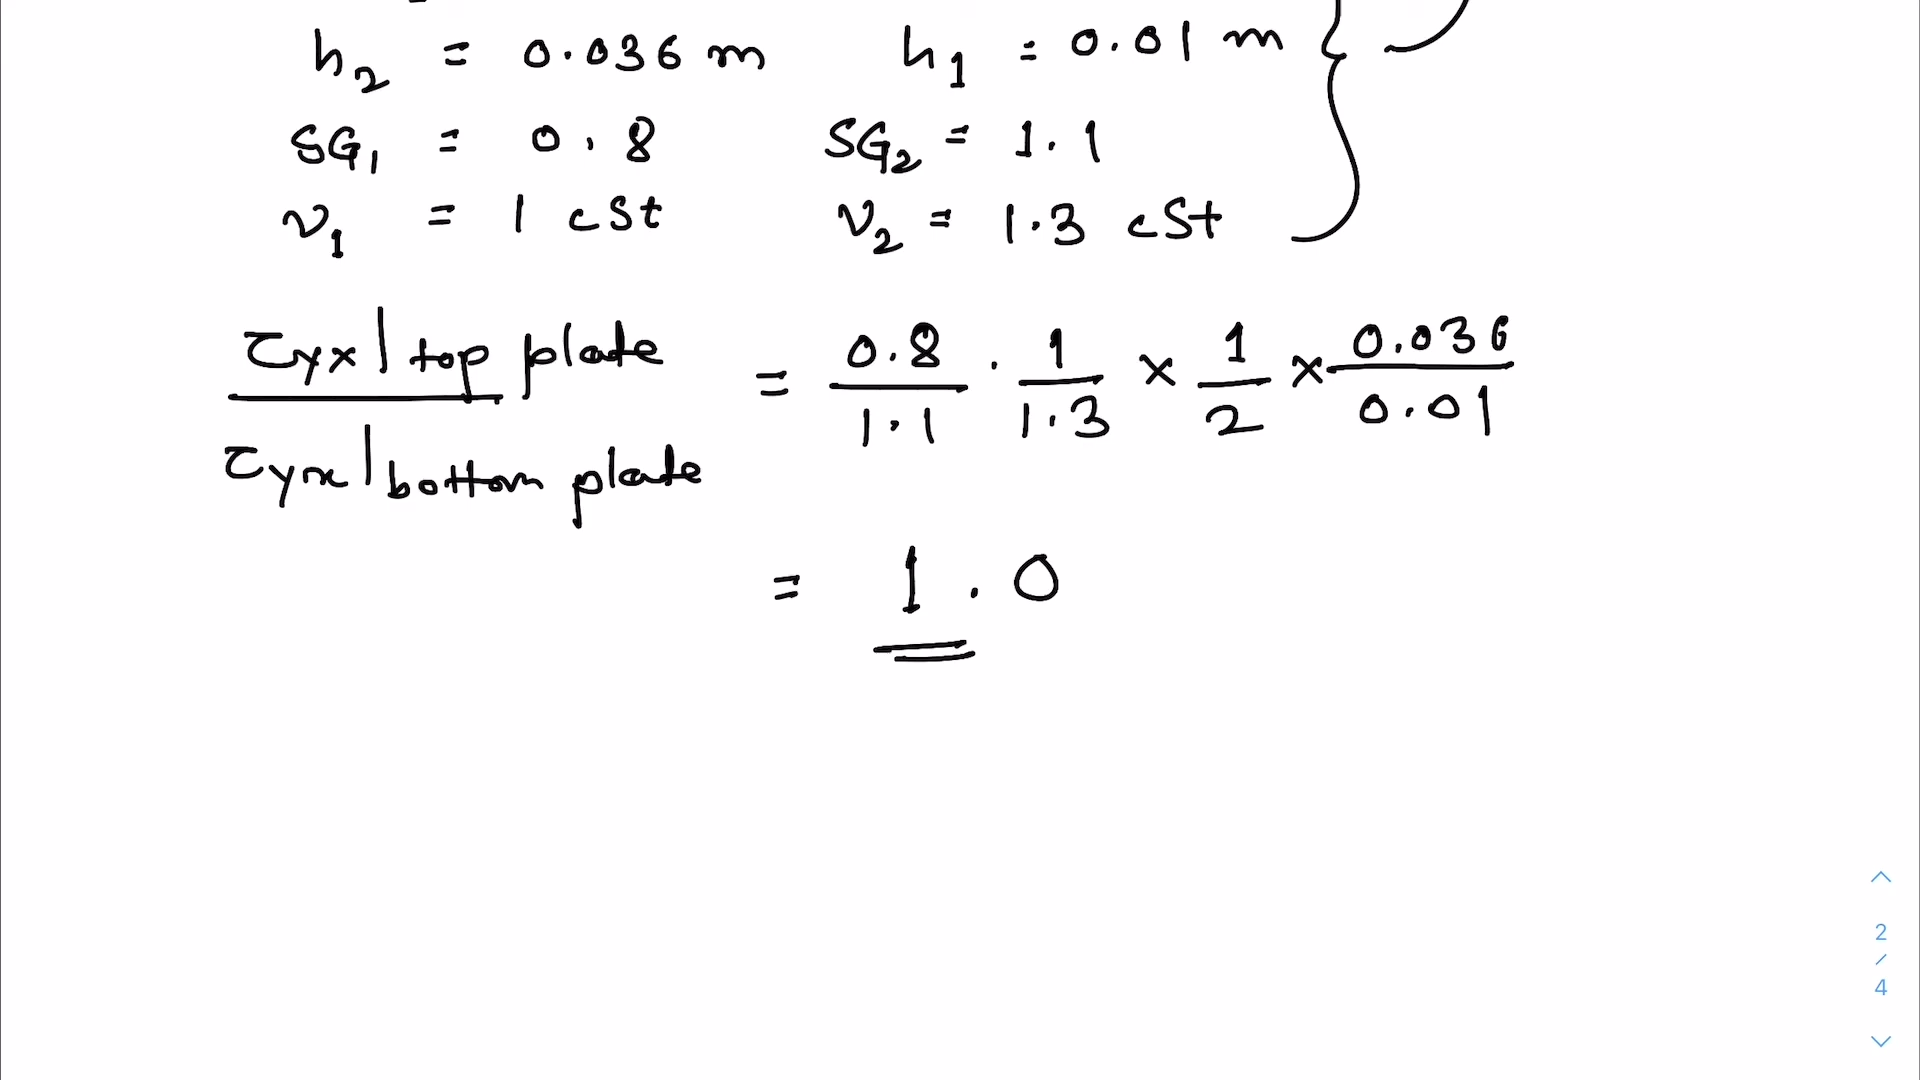 h₂ = 0.036 m h₁ = 0.01 m
SG₁ = 0.8 SG₂ = 1.1
ν₁ = 1 cSt ν₂ = 1.3 cSt
τyx| top plate = 0.8/1.1 · 1/1.3 × 1/2 × 0.036/0.01
τyx| bottom plate
= 1.0
2
/
4